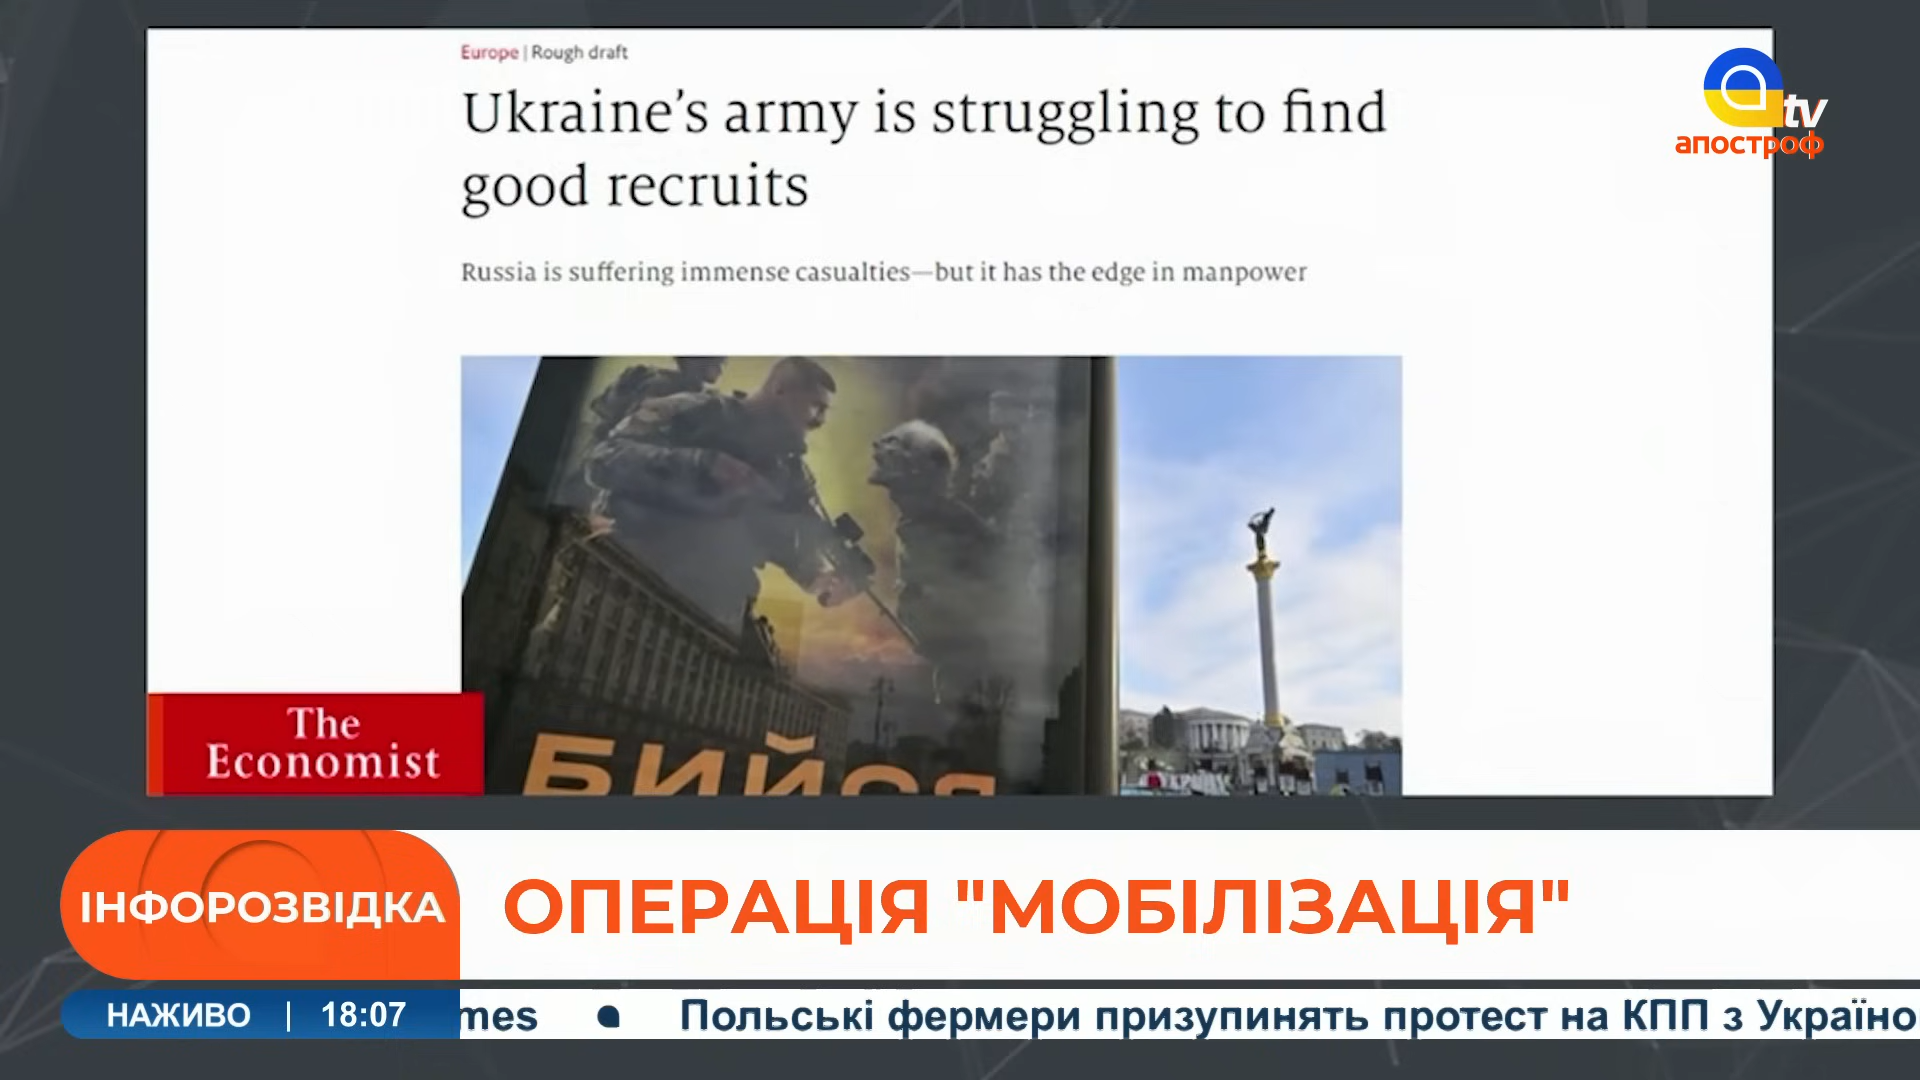 Europe | Rough draft
Ukraine’s army is struggling to find
good recruits
Russia is suffering immense casualties—but it has the edge in manpower
tv
апостроф
БИЙСЯ
The
Economist
ІНФОРОЗВІДКА
ОПЕРАЦІЯ "МОБІЛІЗАЦІЯ"
НАЖИВО | 18:07
mes • Польські фермери призупинять протест на КПП з Україно